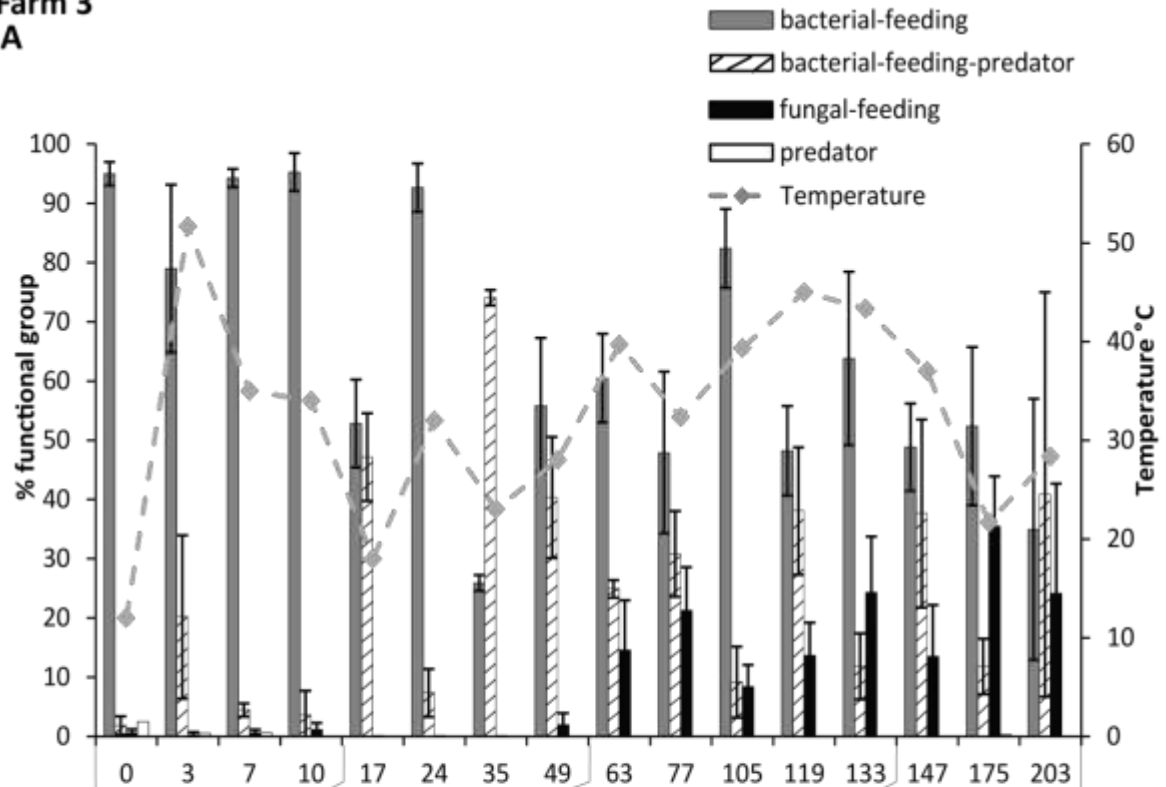 Farm 3
A
bacterial-feeding
bacterial-feeding-predator
fungal-feeding
predator
Temperature
% functional group
100
90
80
70
60
50
40
30
20
10
0
60
50
40
30
20
10
0
Temperature˚C
0 3 7 10 17 24 35 49 63 77 105 119 133 147 175 203